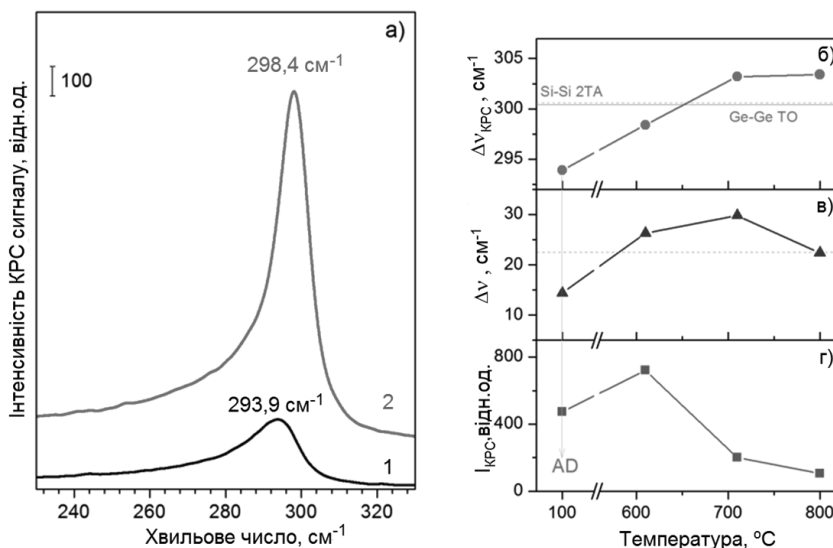 Інтенсивність КРС сигналу, відн.од.
а)
100
298,4 см-1
293,9 см-1
2
1
240 260 280 300 320
Хвильове число, см-1
б)
ΔνКРС , см-1
305
300
295
Si-Si 2TA
Ge-Ge TO
в)
Δν , см-1
30
20
10
г)
IКРС,відн.од.
800
400
0
AD
100 600 700 800
Температура, ºС